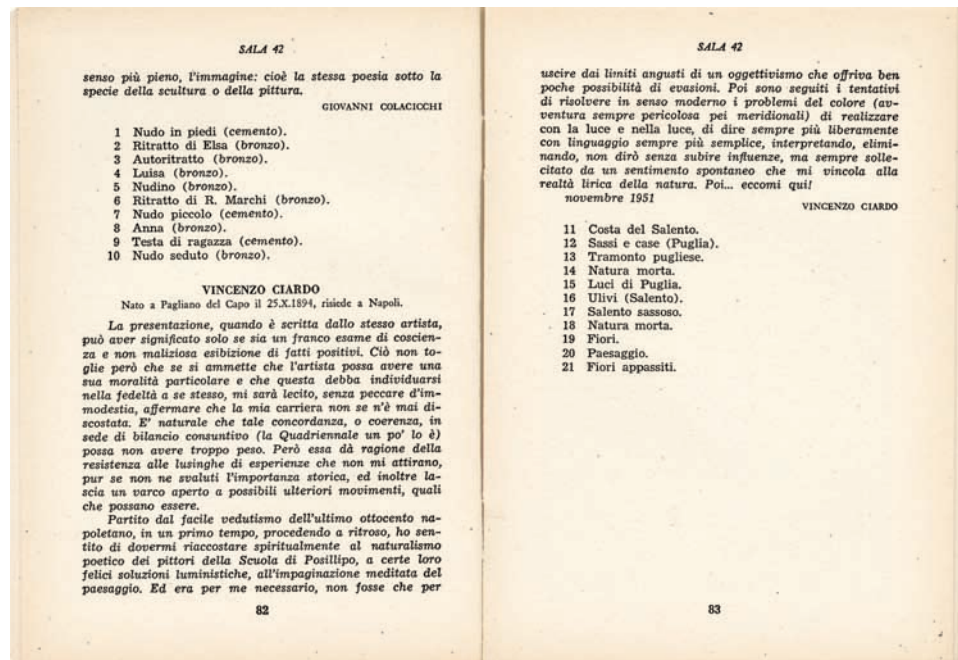 SALA 42
senso più pieno, l'immagine: cioè la stessa poesia sotto la
specie della scultura o della pittura.
GIOVANNI COLACICCHI
1 Nudo in piedi (cemento).
2 Ritratto di Elsa (bronzo).
3 Autoritratto (bronzo).
4 Luisa (bronzo).
5 Nudino (bronzo).
6 Ritratto di R. Marchi (bronzo).
7 Nudo piccolo (cemento).
8 Anna (bronzo).
9 Testa di ragazza (cemento).
10 Nudo seduto (bronzo).
VINCENZO CIARDO
Nato a Pagliano del Capo il 25.X.1894, risiede a Napoli.
La presentazione, quando è scritta dallo stesso artista,
può aver significato solo se sia un franco esame di coscien-
za e non maliziosa esibizione di fatti positivi. Ciò non to-
glie però che se si ammette che l'artista possa avere una
sua moralità particolare e che questa debba individuarsi
nella fedeltà a se stesso, mi sarà lecito, senza peccare d'im-
modestia, affermare che la mia carriera non se n'è mai di-
scostata. E' naturale che tale concordanza, o coerenza, in
sede di bilancio consuntivo (la Quadriennale un po' lo è)
possa non avere troppo peso. Però essa dà ragione della
resistenza alle lusinghe di esperienze che non mi attirano,
pur se non ne svaluti l'importanza storica, ed inoltre la-
scia un varco aperto a possibili ulteriori movimenti, quali
che possano essere.
Partito dal facile vedutismo dell'ultimo ottocento na-
poletano, in un primo tempo, procedendo a ritroso, ho sen-
tito di dovermi riaccostare spiritualmente al naturalismo
poetico dei pittori della Scuola di Posillipo, a certe loro
felici soluzioni luministiche, all'impaginazione meditata del
paesaggio. Ed era per me necessario, non fosse che per
82
SALA 42
uscire dai limiti angusti di un oggettivismo che offriva ben
poche possibilità di evasioni. Poi sono seguiti i tentativi
di risolvere in senso moderno i problemi del colore (av-
ventura sempre pericolosa pei meridionali) di realizzare
con la luce e nella luce, di dire sempre più liberamente
con linguaggio sempre più semplice, interpretando, elimi-
nando, non dirò senza subire influenze, ma sempre solle-
citato da un sentimento spontaneo che mi vincola alla
realtà lirica della natura. Poi... eccomi qui!
novembre 1951
VINCENZO CIARDO
11 Costa del Salento.
12 Sassi e case (Puglia).
13 Tramonto pugliese.
14 Natura morta.
15 Luci di Puglia.
16 Ulivi (Salento).
17 Salento sassoso.
18 Natura morta.
19 Fiori.
20 Paesaggio.
21 Fiori appassiti.
83